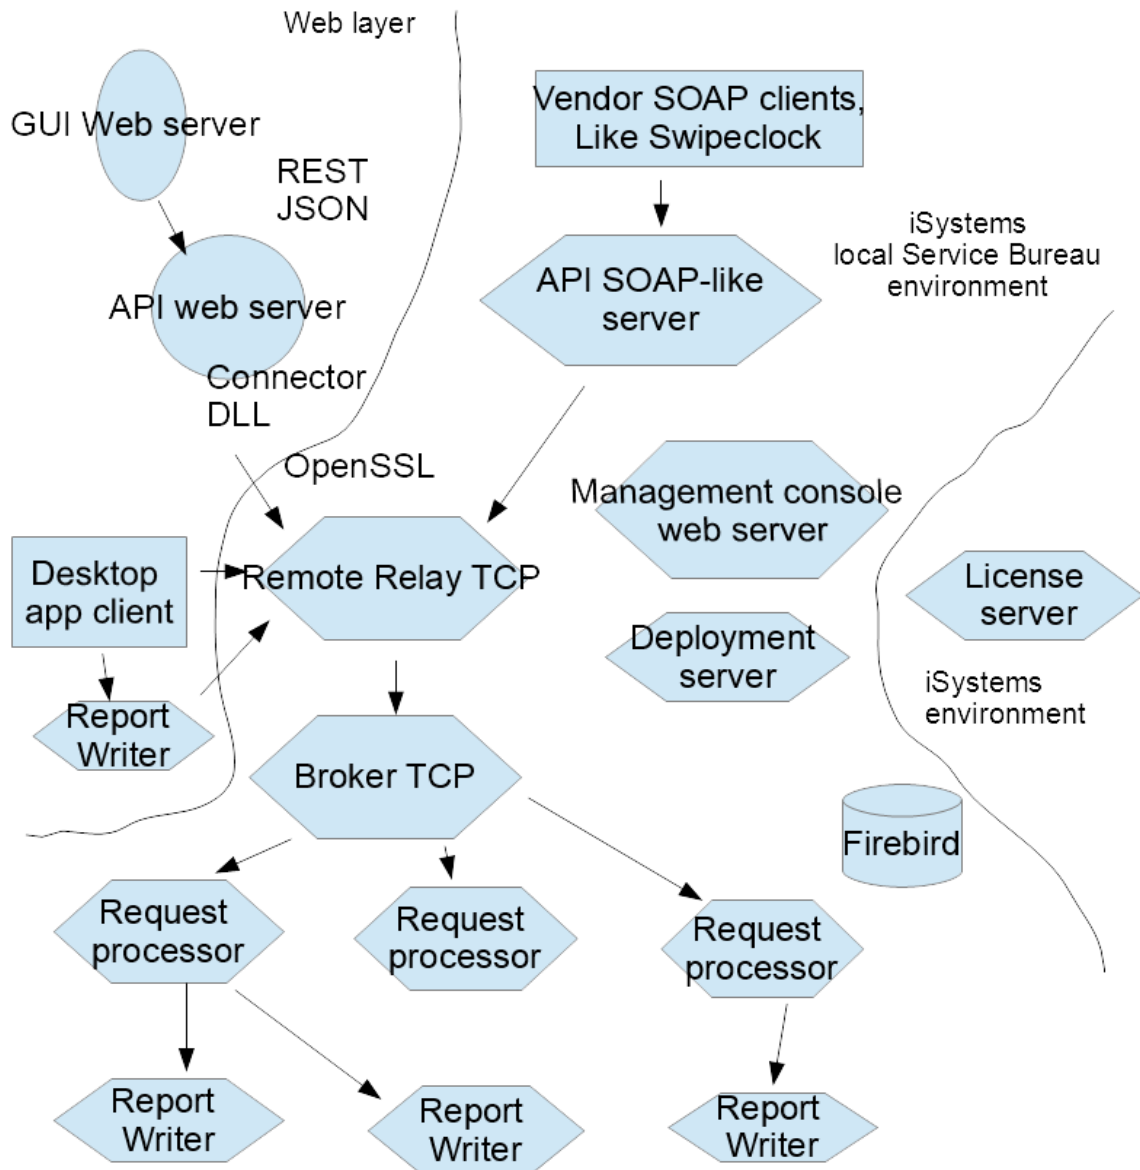 Web layer
GUI Web server
REST
JSON
API web server
Connector
DLL
OpenSSL
Vendor SOAP clients,
Like Swipeclock
API SOAP-like
server
iSystems
local Service Bureau
environment
Management console
web server
Desktop
app client
Remote Relay TCP
License
server
Deployment
server
iSystems
environment
Report
Writer
Broker TCP
Firebird
Request
processor
Request
processor
Request
processor
Report
Writer
Report
Writer
Report
Writer